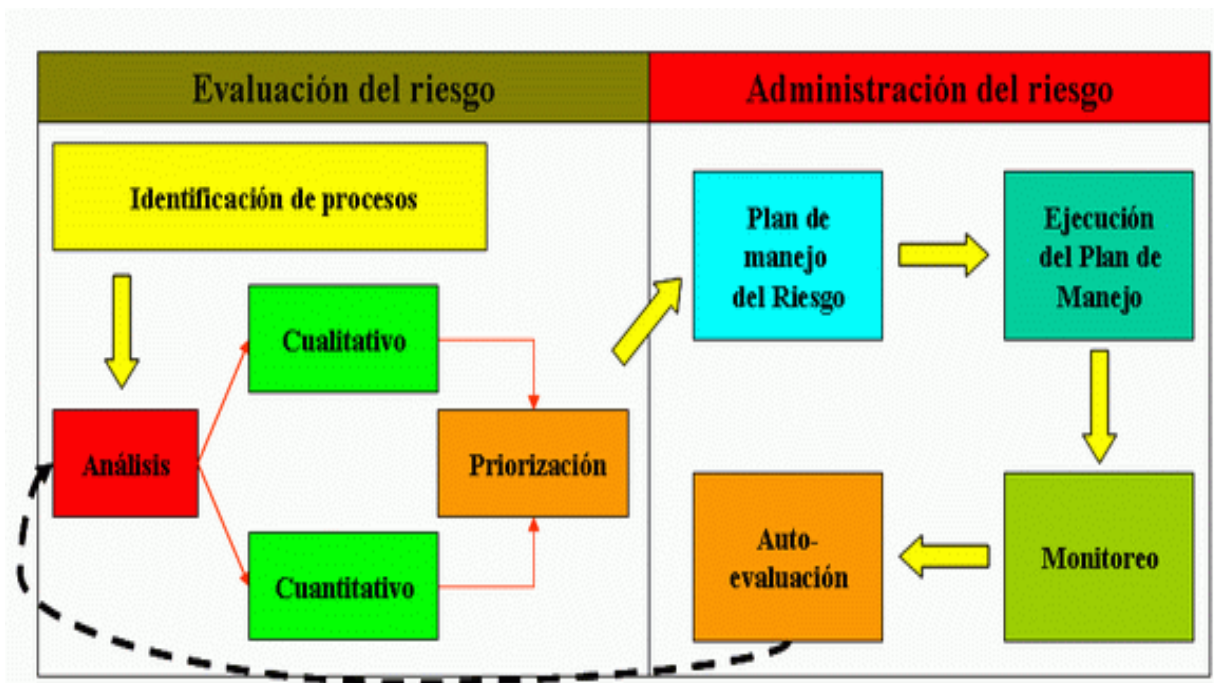 Evaluación del riesgo
Administración del riesgo
Identificación de procesos
Análisis
Cualitativo
Cuantitativo
Priorización
Plan de
manejo
del Riesgo
Ejecución
del Plan de
Manejo
Monitoreo
Auto-
evaluación